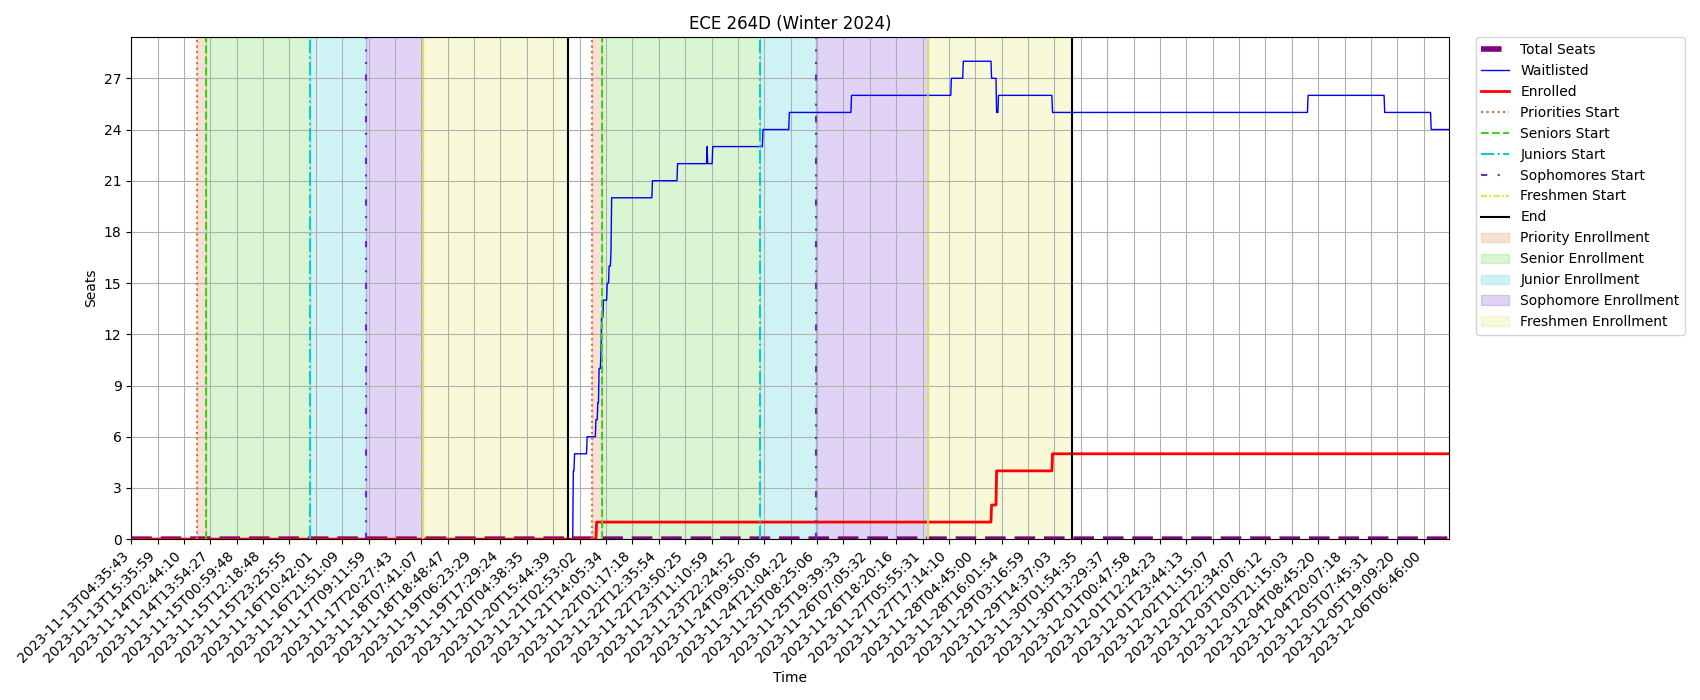 ECE 264D (Winter 2024)
Total Seats
Waitlisted
Enrolled
Priorities Start
Seniors Start
Juniors Start
Sophomores Start
Freshmen Start
End
Priority Enrollment
Senior Enrollment
Junior Enrollment
Sophomore Enrollment
Freshmen Enrollment
Seats
27
24
21
18
15
12
9
6
3
0
2023-11-13T04:35:43
2023-11-13T15:35:59
2023-11-14T02:44:10
2023-11-14T13:54:27
2023-11-15T00:59:48
2023-11-15T12:18:48
2023-11-15T23:25:55
2023-11-16T10:42:01
2023-11-16T21:51:09
2023-11-17T09:11:59
2023-11-17T20:27:43
2023-11-18T07:41:07
2023-11-18T18:48:47
2023-11-19T06:23:29
2023-11-19T17:29:24
2023-11-20T04:38:35
2023-11-20T15:44:39
2023-11-21T02:53:02
2023-11-21T14:05:34
2023-11-22T01:17:18
2023-11-22T12:35:54
2023-11-22T23:50:25
2023-11-23T11:10:59
2023-11-23T22:24:52
2023-11-24T09:50:05
2023-11-24T21:04:22
2023-11-25T08:25:06
2023-11-25T19:39:33
2023-11-26T07:05:32
2023-11-26T18:20:16
2023-11-27T05:55:31
2023-11-27T17:14:10
2023-11-28T04:45:00
2023-11-28T16:01:54
2023-11-29T03:16:59
2023-11-29T14:37:03
2023-11-30T01:54:35
2023-11-30T13:29:37
2023-12-01T00:47:58
2023-12-01T12:24:23
2023-12-01T23:44:13
2023-12-02T11:15:07
2023-12-02T22:34:07
2023-12-03T10:06:12
2023-12-03T21:15:03
2023-12-04T08:45:20
2023-12-04T20:07:18
2023-12-05T07:45:31
2023-12-05T19:09:20
2023-12-06T06:46:00
Time